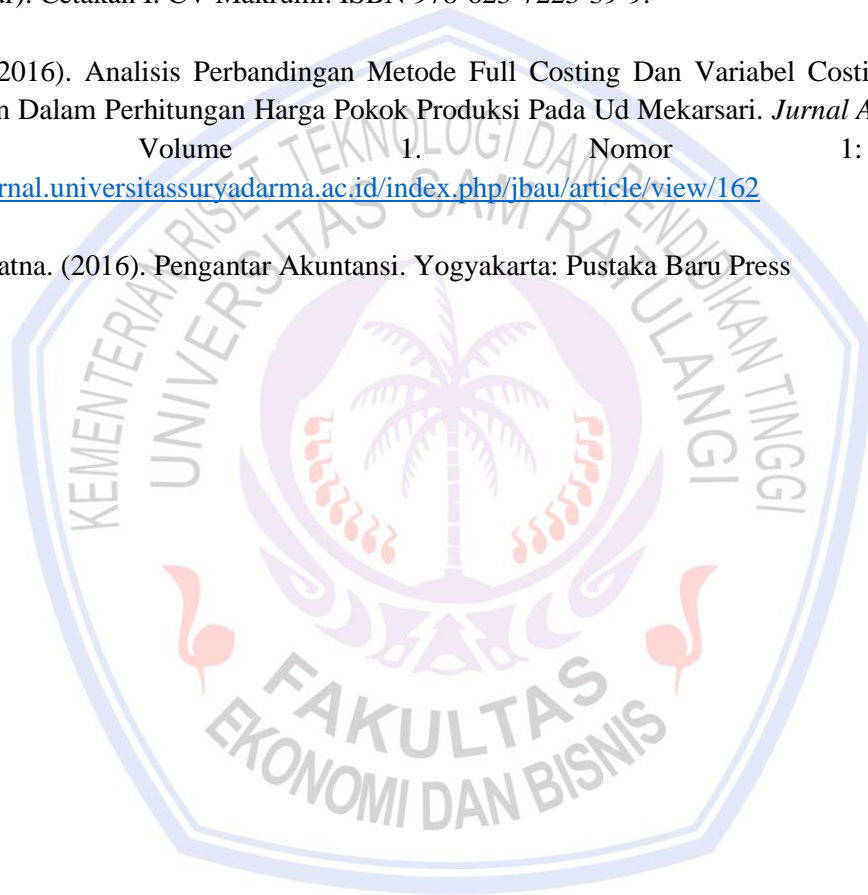 Cetakan I. CV Makrumi. ISBN 978-623-7223-59-9.
2016). Analisis Perbandingan Metode Full Costing Dan Variabel Costi
n Dalam Perhitungan Harga Pokok Produksi Pada Ud Mekarsari. Jurnal A
Volume 1. Nomor 1:
rnal.universitassuryadarma.ac.id/index.php/jbau/article/view/162
atna. (2016). Pengantar Akuntansi. Yogyakarta: Pustaka Baru Press
KEMENTERIAN RISET TEKNOLOGI DAN PENDIDIKAN TINGGI
UNIVERSITAS SAM RATULANGI
FAKULTAS
EKONOMI DAN BISNIS